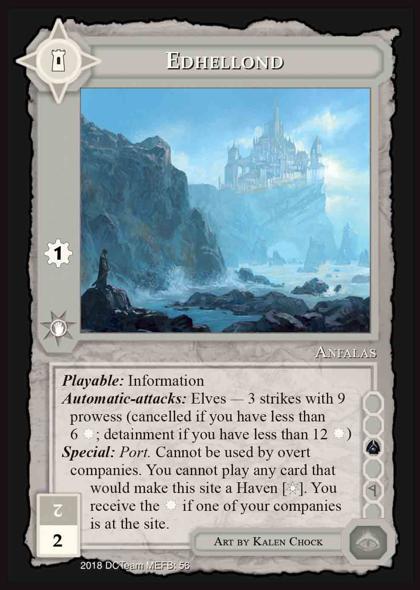 EDHELLOND
1
ANFALAS
Playable: Information
Automatic-attacks: Elves — 3 strikes with 9
prowess (cancelled if you have less than
6 ; detainment if you have less than 12 )
Special: Port. Cannot be used by overt
companies. You cannot play any card that
would make this site a Haven [ ]. You
receive the if one of your companies
is at the site.
2
2
ART BY KALEN CHOCK
2018 DCTeam MEFB: 58